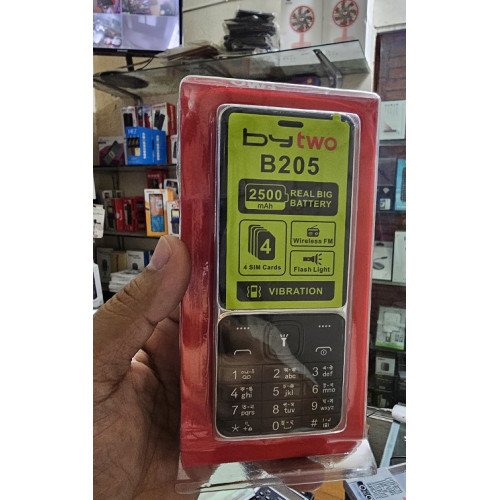 bytwo
B205
2500 mAh
REAL BIG
BATTERY
4
4 SIM Cards
Wireless FM
Flash Light
VIBRATION
1
2 abc
3 def
4 ghi
5 jkl
6 mno
7 pqrs
8 tuv
9 wxyz
* 0 #